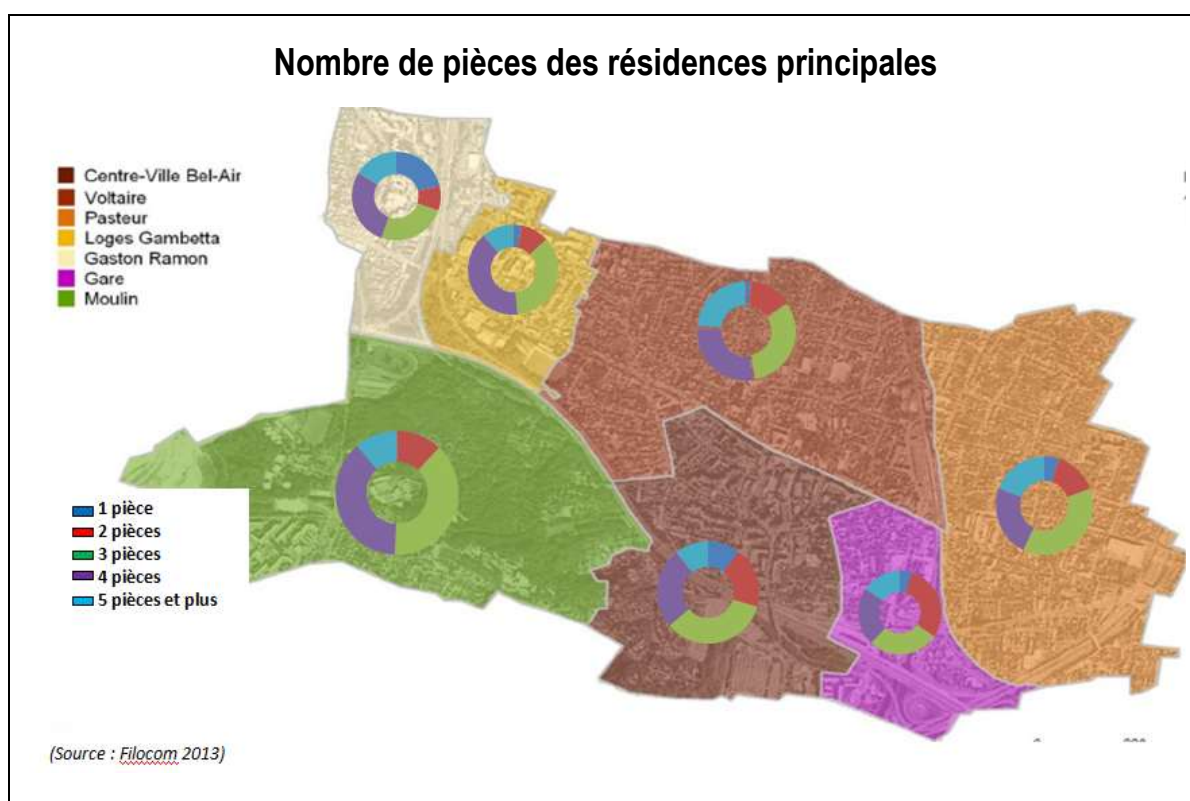 Nombre de pièces des résidences principales
Centre-Ville Bel-Air
Voltaire
Pasteur
Loges Gambetta
Gaston Ramon
Gare
Moulin
1 pièce
2 pièces
3 pièces
4 pièces
5 pièces et plus
(Source : Filocom 2013)